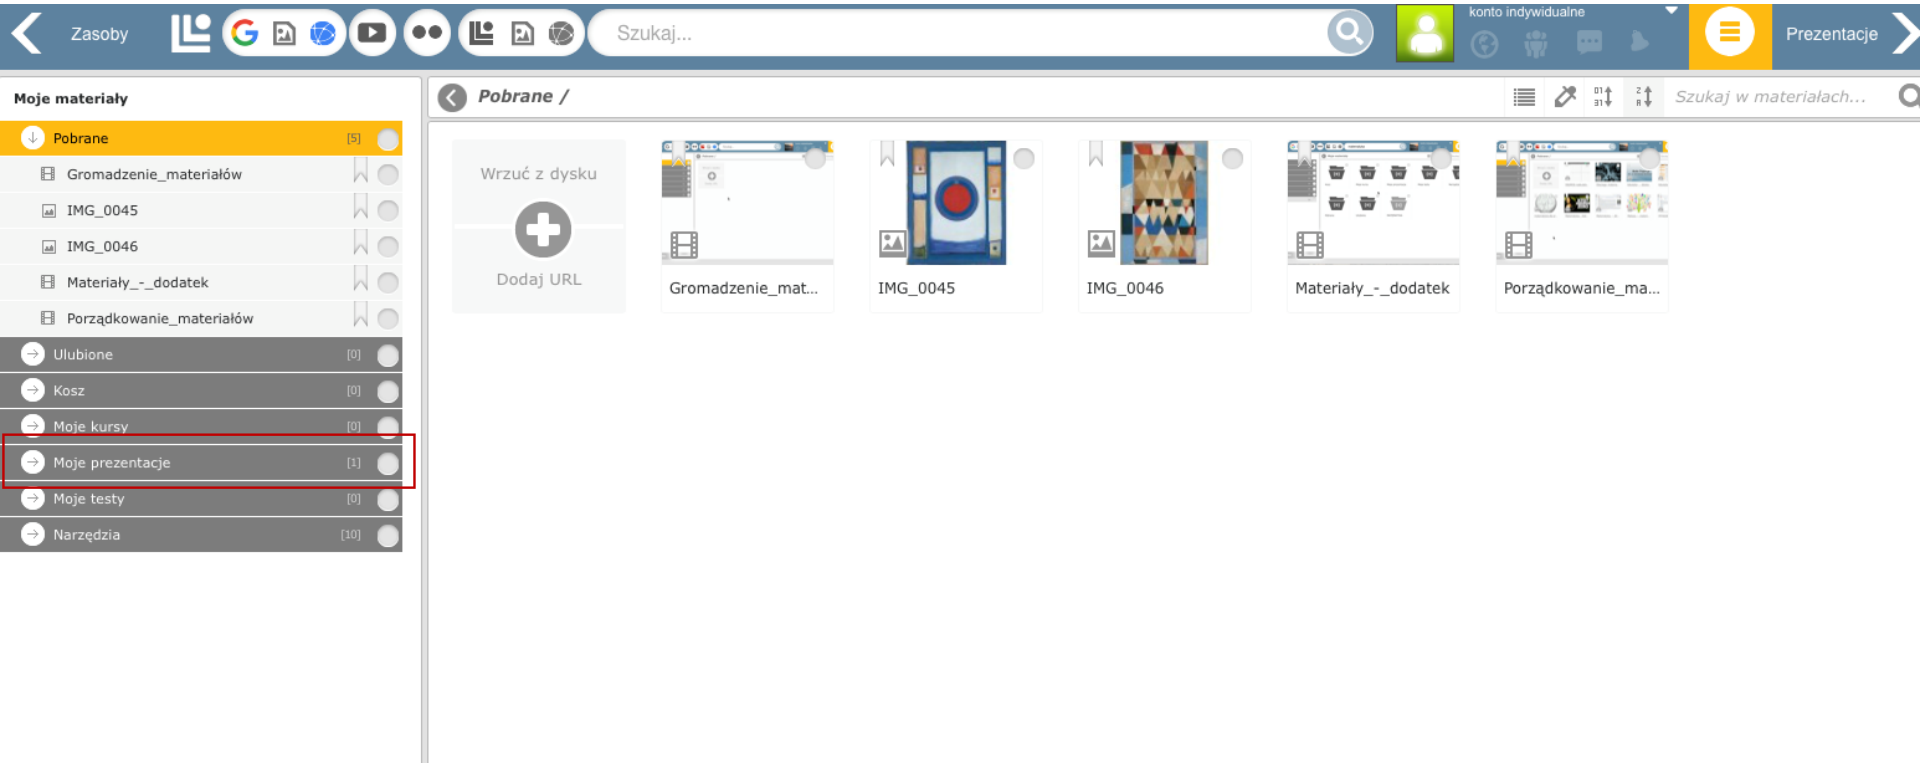 Zasoby
Szukaj...
konto indywidualne
Prezentacje
Moje materiały
Pobrane [5]
Gromadzenie_materiałów
IMG_0045
IMG_0046
Materiały_-_dodatek
Porządkowanie_materiałów
Ulubione [0]
Kosz [0]
Moje kursy [0]
Moje prezentacje [1]
Moje testy [0]
Narzędzia [10]
Pobrane /
Szukaj w materiałach...
Wrzuć z dysku
Dodaj URL
Gromadzenie_mat...
IMG_0045
IMG_0046
Materiały_-_dodatek
Porządkowanie_ma...